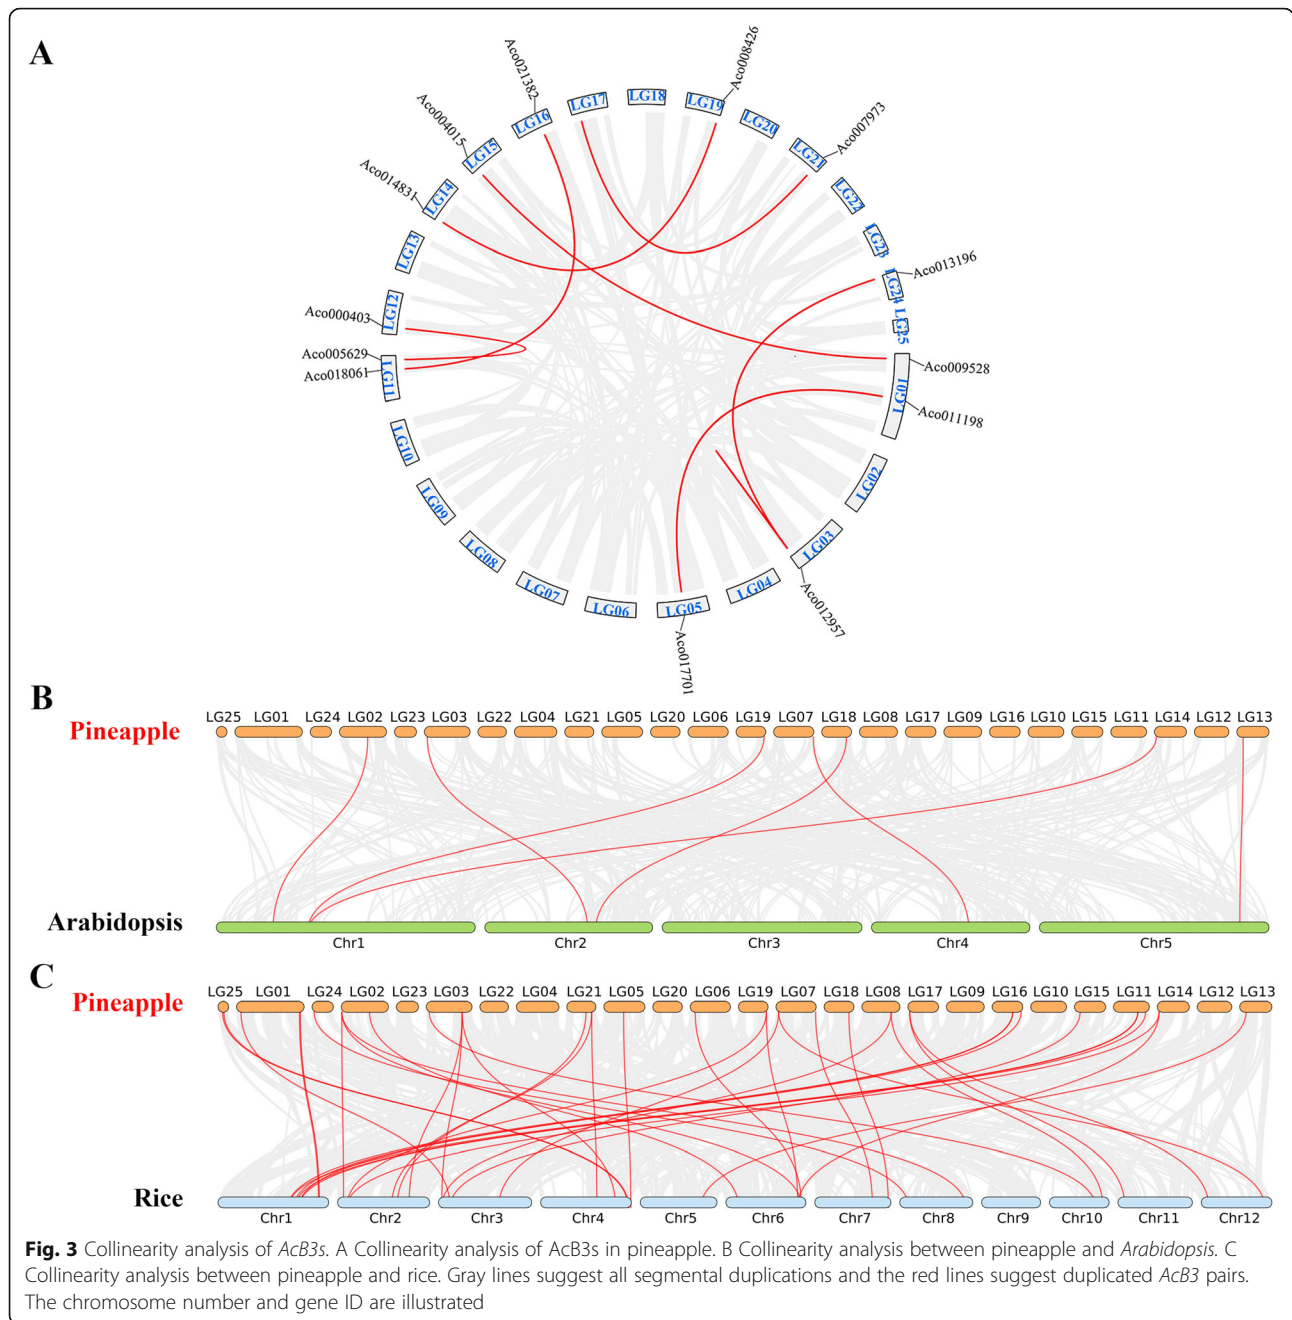 A
Aco021382
Aco008426
Aco004015
Aco007973
Aco014831
Aco013196
Aco000403
Aco005629
Aco018061
Aco009528
Aco011198
Aco012957
Aco017701
LG16
LG17
LG18
LG19
LG20
LG21
LG22
LG23
LG24
LG25
LG01
LG02
LG03
LG04
LG05
LG06
LG07
LG08
LG09
LG10
LG11
LG12
LG13
LG14
LG15
B
LG25 LG01 LG24 LG02 LG23 LG03 LG22 LG04 LG21 LG05 LG20 LG06 LG19 LG07 LG18 LG08 LG17 LG09 LG16 LG10 LG15 LG11 LG14 LG12 LG13
Pineapple
Arabidopsis
Chr1 Chr2 Chr3 Chr4 Chr5
C
LG25 LG01 LG24 LG02 LG23 LG03 LG22 LG04 LG21 LG05 LG20 LG06 LG19 LG07 LG18 LG08 LG17 LG09 LG16 LG10 LG15 LG11 LG14 LG12 LG13
Pineapple
Rice
Chr1 Chr2 Chr3 Chr4 Chr5 Chr6 Chr7 Chr8 Chr9 Chr10 Chr11 Chr12
Fig. 3 Collinearity analysis of AcB3s. A Collinearity analysis of AcB3s in pineapple. B Collinearity analysis between pineapple and Arabidopsis. C
Collinearity analysis between pineapple and rice. Gray lines suggest all segmental duplications and the red lines suggest duplicated AcB3 pairs.
The chromosome number and gene ID are illustrated